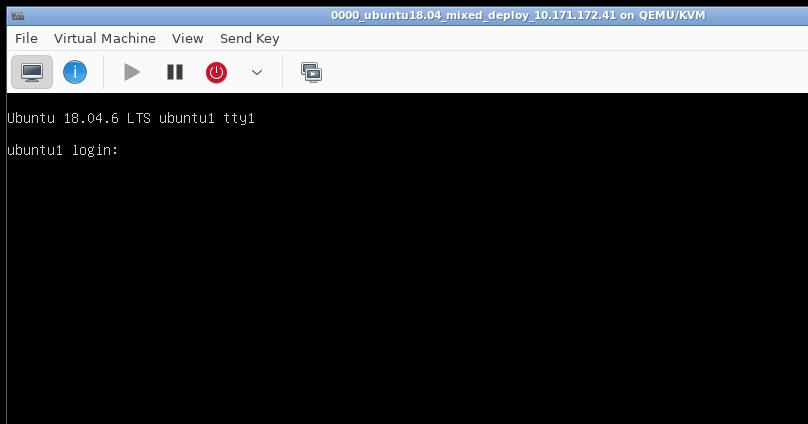 0000_ubuntu18.04_mixed_deploy_10.171.172.41 on QEMU/KVM
File Virtual Machine View Send Key
Ubuntu 18.04.6 LTS ubuntu1 tty1
ubuntu1 login: